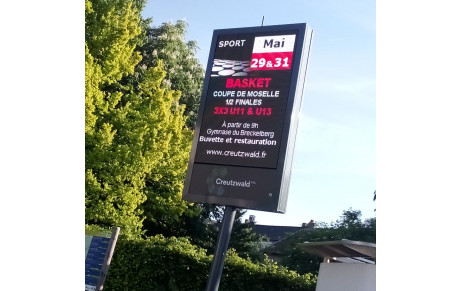 SPORT
Mai
29&31
BASKET
COUPE DE MOSELLE
1/2 FINALES
3X3 U11 & U13
À partir de 9h
Gymnase du Breckelberg
Buvette et restauration
www.creutzwald.fr
Creutzwald